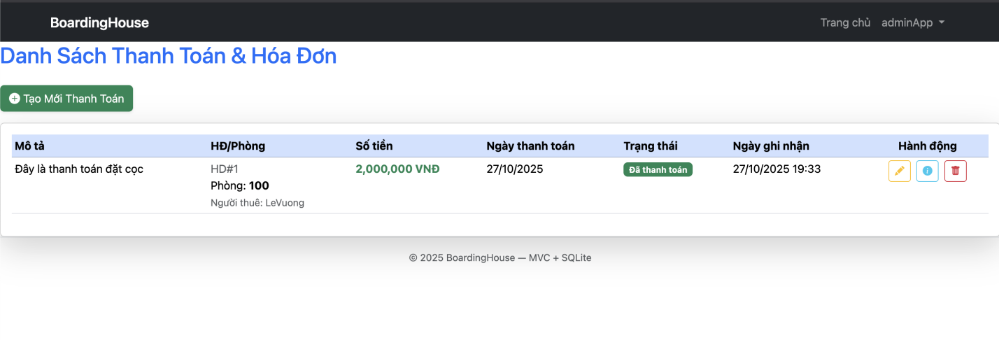 BoardingHouse
Trang chủ adminApp
Danh Sách Thanh Toán & Hóa Đơn
Tạo Mới Thanh Toán
Mô tả HĐ/Phòng Số tiền Ngày thanh toán Trạng thái Ngày ghi nhận Hành động
Đây là thanh toán đặt cọc HD#1 2,000,000 VNĐ 27/10/2025 Đã thanh toán 27/10/2025 19:33
Phòng: 100
Người thuê: LeVuong
© 2025 BoardingHouse — MVC + SQLite